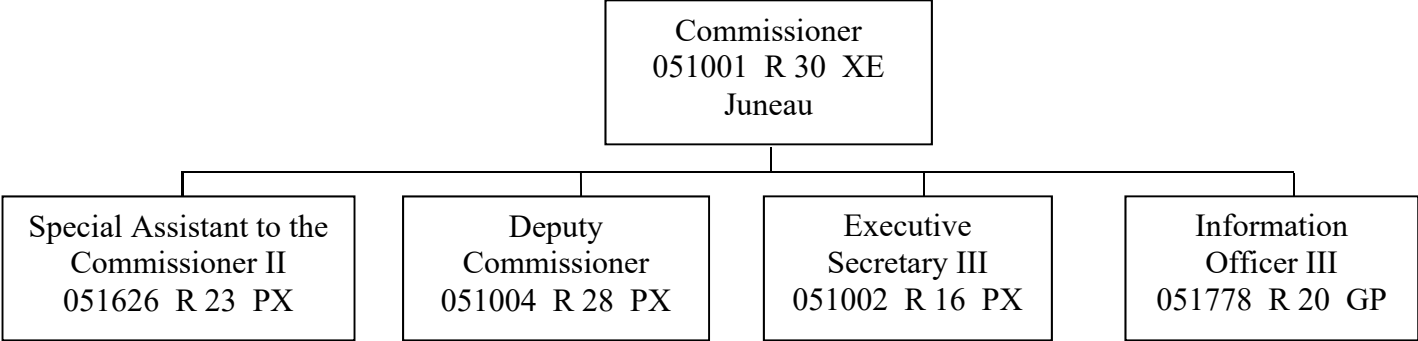 Commissioner
051001 R 30 XE
Juneau
Special Assistant to the
Commissioner II
051626 R 23 PX
Deputy
Commissioner
051004 R 28 PX
Executive
Secretary III
051002 R 16 PX
Information
Officer III
051778 R 20 GP